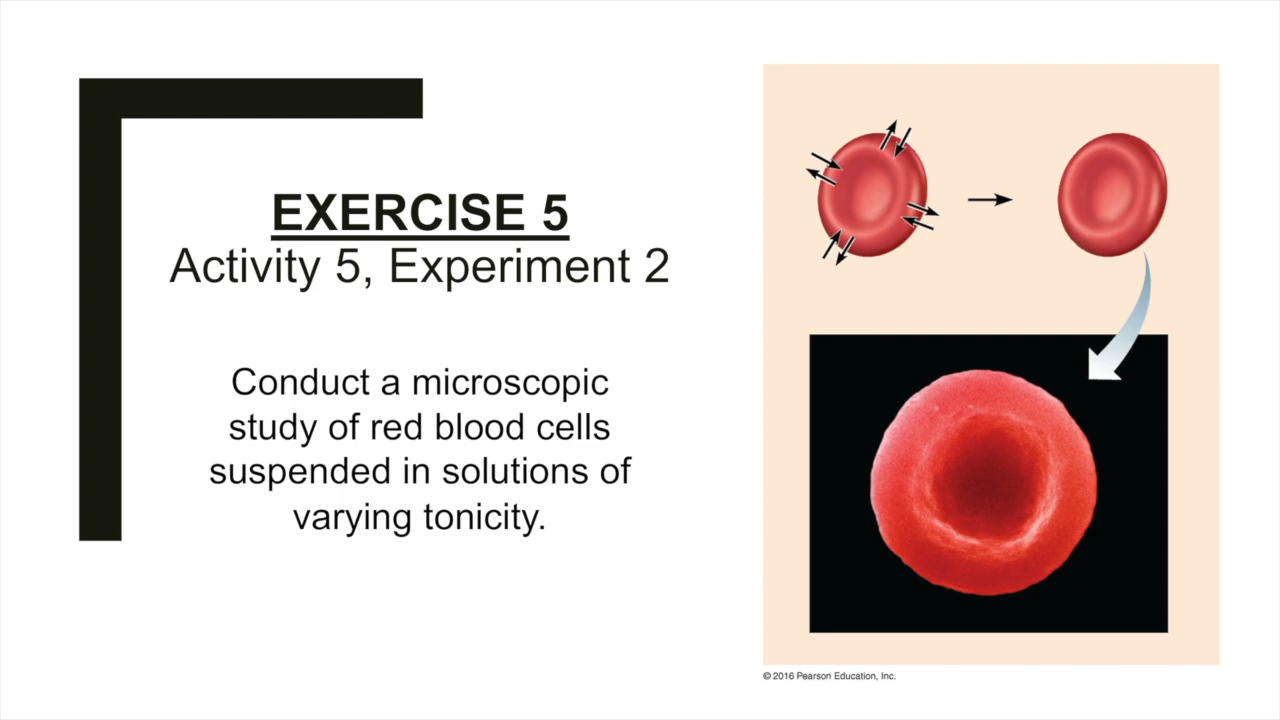 EXERCISE 5
Activity 5, Experiment 2
Conduct a microscopic
study of red blood cells
suspended in solutions of
varying tonicity.
© 2016 Pearson Education, Inc.